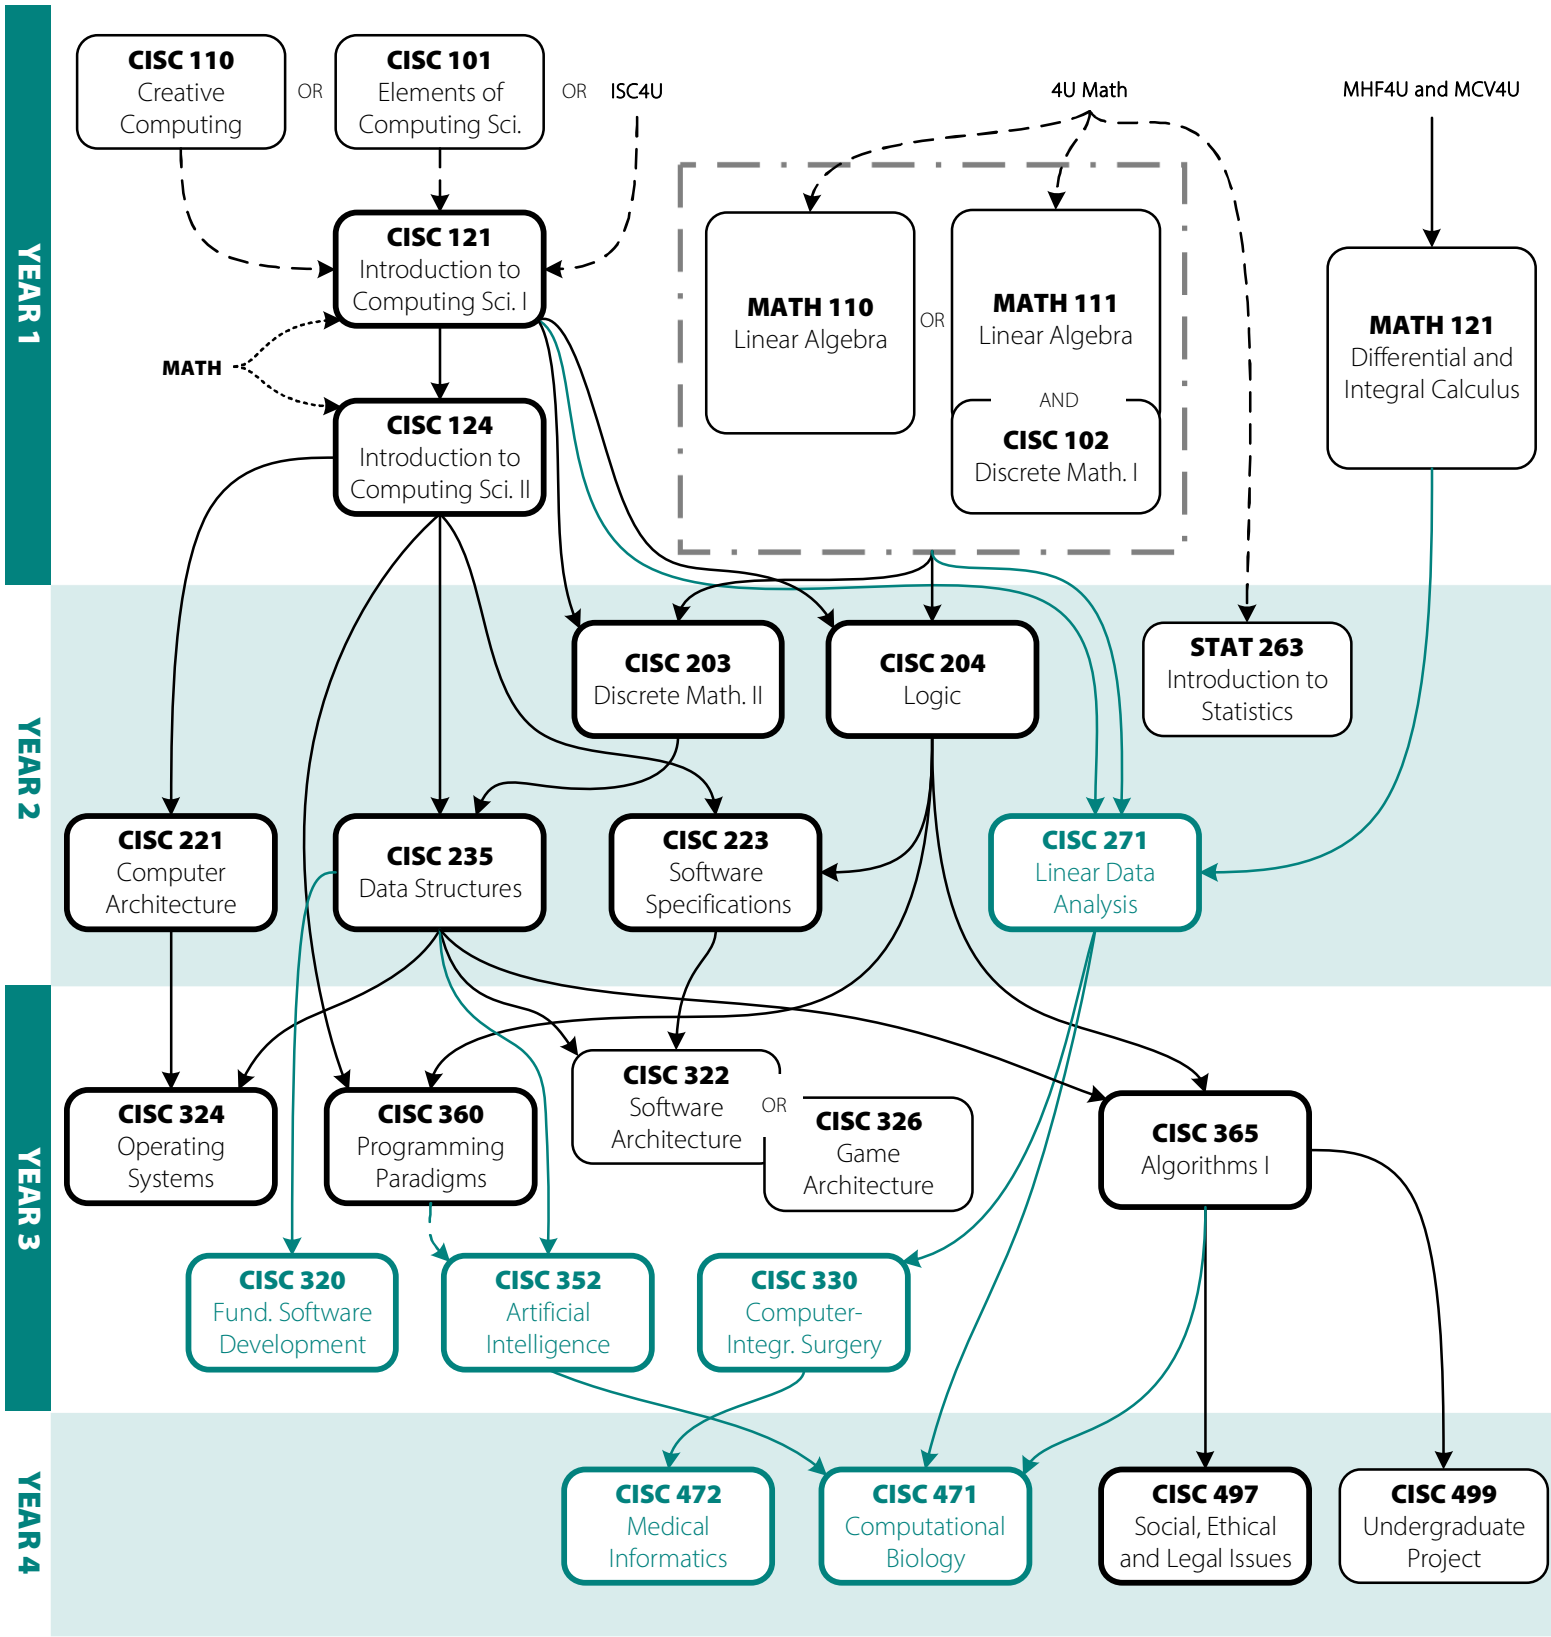 YEAR 1
CISC 110
Creative
Computing
OR
CISC 101
Elements of
Computing Sci.
OR
ISC4U
4U Math
MHF4U and MCV4U
CISC 121
Introduction to
Computing Sci. I
MATH
CISC 124
Introduction to
Computing Sci. II
MATH 110
Linear Algebra
OR
MATH 111
Linear Algebra
AND
CISC 102
Discrete Math. I
MATH 121
Differential and
Integral Calculus
YEAR 2
CISC 203
Discrete Math. II
CISC 204
Logic
STAT 263
Introduction to
Statistics
CISC 221
Computer
Architecture
CISC 235
Data Structures
CISC 223
Software
Specifications
CISC 271
Linear Data
Analysis
YEAR 3
CISC 324
Operating
Systems
CISC 360
Programming
Paradigms
CISC 322
Software
Architecture
OR
CISC 326
Game
Architecture
CISC 365
Algorithms I
CISC 320
Fund. Software
Development
CISC 352
Artificial
Intelligence
CISC 330
Computer-
Integr. Surgery
YEAR 4
CISC 472
Medical
Informatics
CISC 471
Computational
Biology
CISC 497
Social, Ethical
and Legal Issues
CISC 499
Undergraduate
Project